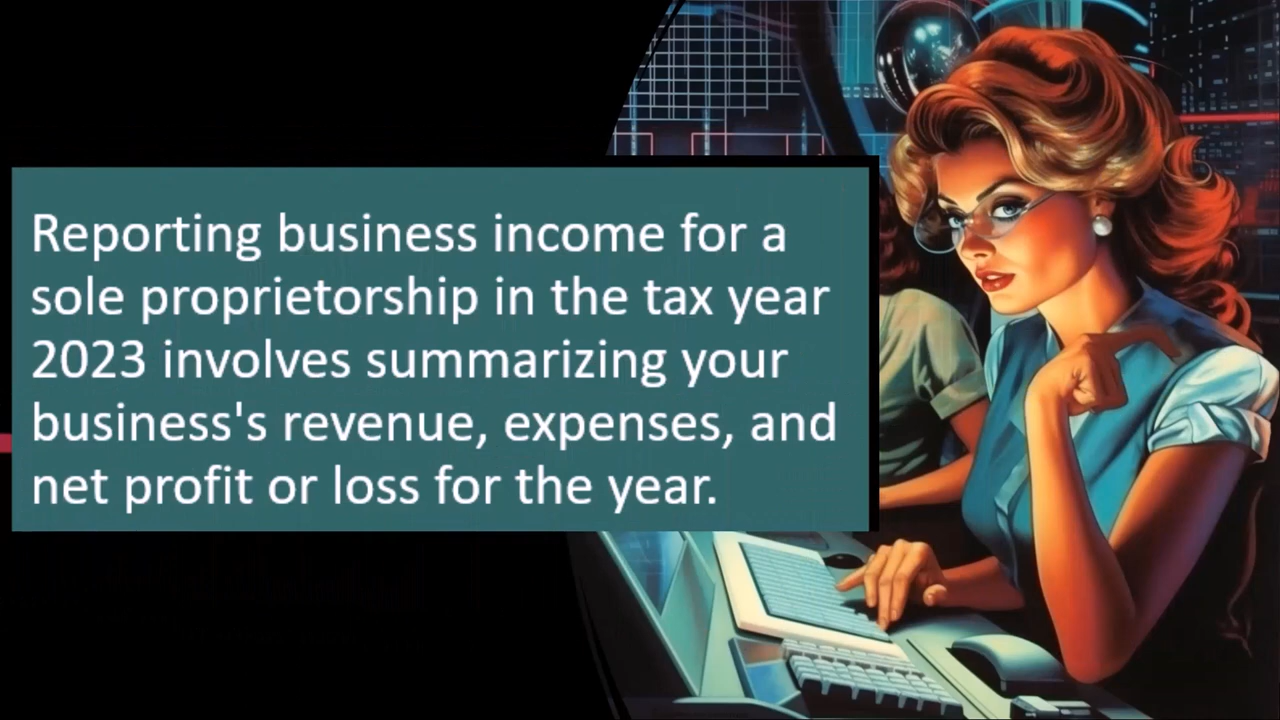 Reporting business income for a
sole proprietorship in the tax year
2023 involves summarizing your
business's revenue, expenses, and
net profit or loss for the year.